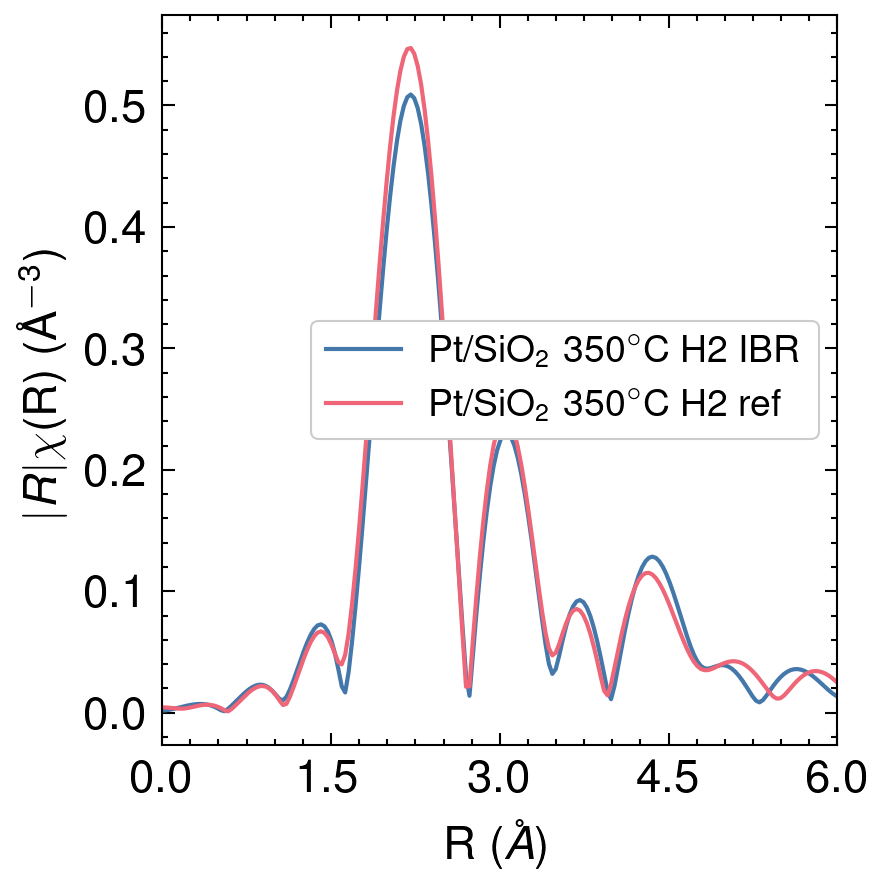 0.5
0.4
0.3
0.2
0.1
0.0
|R|χ(R) (Å⁻³)
Pt/SiO₂ 350°C H2 IBR
Pt/SiO₂ 350°C H2 ref
0.0 1.5 3.0 4.5 6.0
R (Å)